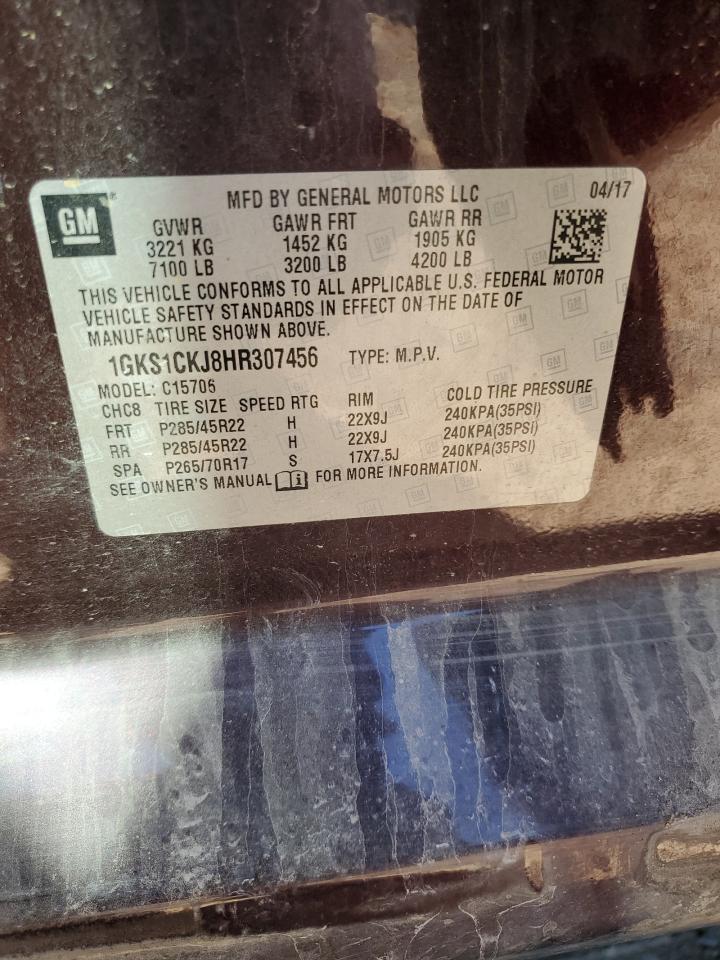 GM
MFD BY GENERAL MOTORS LLC 04/17
GVWR GAWR FRT GAWR RR
3221 KG 1452 KG 1905 KG
7100 LB 3200 LB 4200 LB
THIS VEHICLE CONFORMS TO ALL APPLICABLE U.S. FEDERAL MOTOR
VEHICLE SAFETY STANDARDS IN EFFECT ON THE DATE OF
MANUFACTURE SHOWN ABOVE.
1GKS1CKJ8HR307456 TYPE: M.P.V.
MODEL: C15706
CHC8 TIRE SIZE SPEED RTG RIM COLD TIRE PRESSURE
FRT P285/45R22 H 22X9J 240KPA(35PSI)
RR P285/45R22 H 22X9J 240KPA(35PSI)
SPA P265/70R17 S 17X7.5J 240KPA(35PSI)
SEE OWNER'S MANUAL FOR MORE INFORMATION.